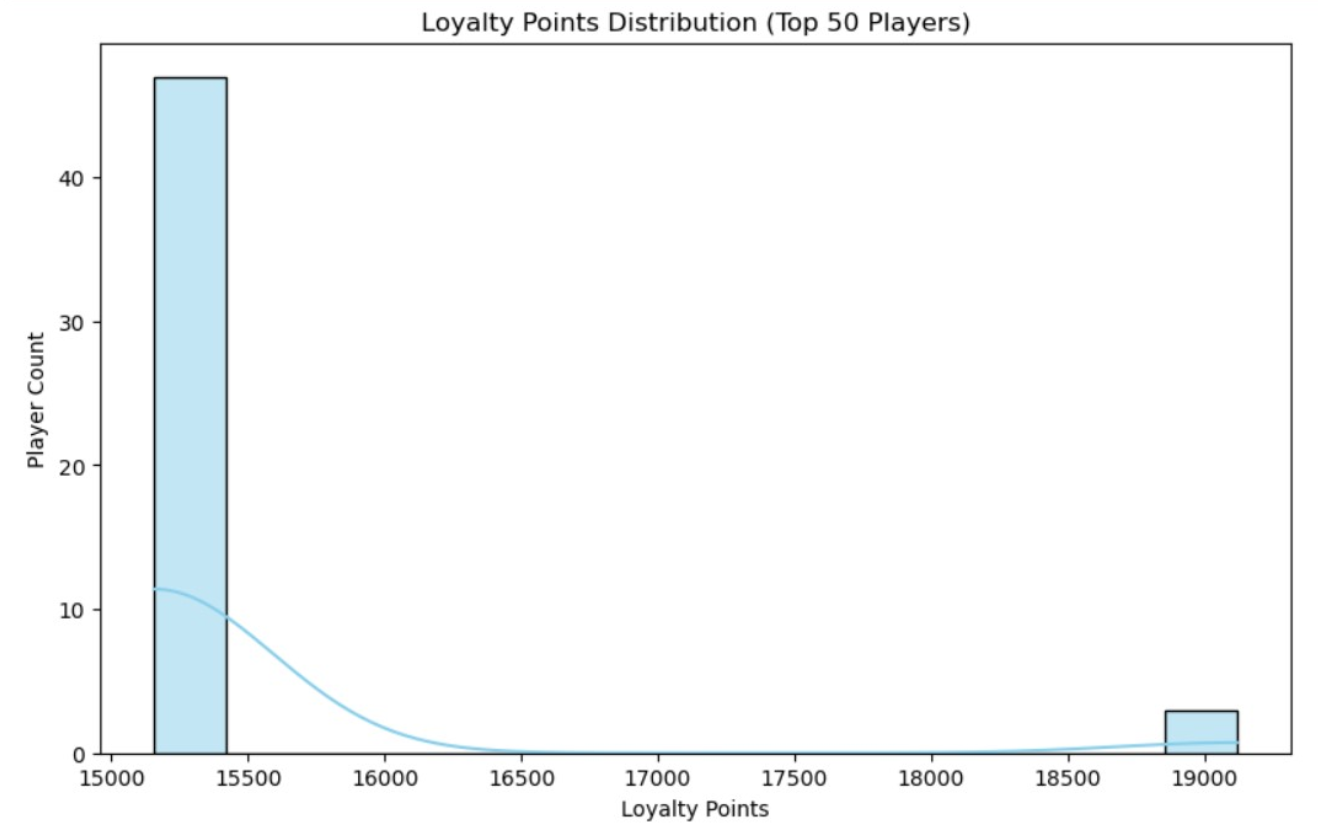 Loyalty Points Distribution (Top 50 Players)
Player Count
40
30
20
10
0
15000 15500 16000 16500 17000 17500 18000 18500 19000
Loyalty Points